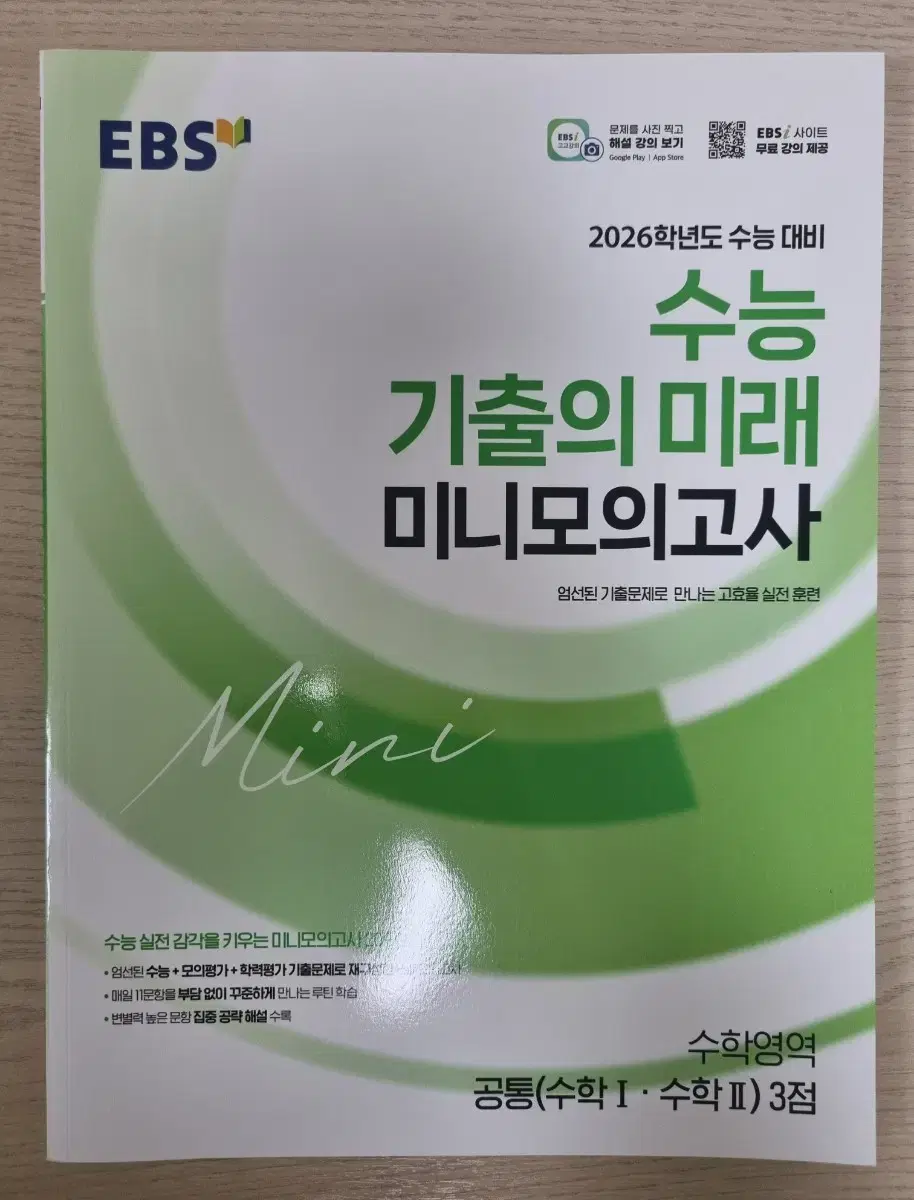 EBS
EBS i
고교강의
문제를 사진 찍고
해설 강의 보기
Google Play | App Store
EBS i 사이트
무료 강의 제공
2026학년도 수능 대비
수능
기출의 미래
미니모의고사
엄선된 기출문제로 만나는 고효율 실전 훈련
Mini
수능 실전 감각을 키우는 미니모의고사
• 엄선된 수능 + 모의평가 + 학력평가 기출문제로
• 매일 11문항을 부담 없이 꾸준하게 만나는 루틴 학습
• 변별력 높은 문항 집중 공략 해설 수록
수학영역
공통(수학 Ⅰ · 수학 Ⅱ) 3점